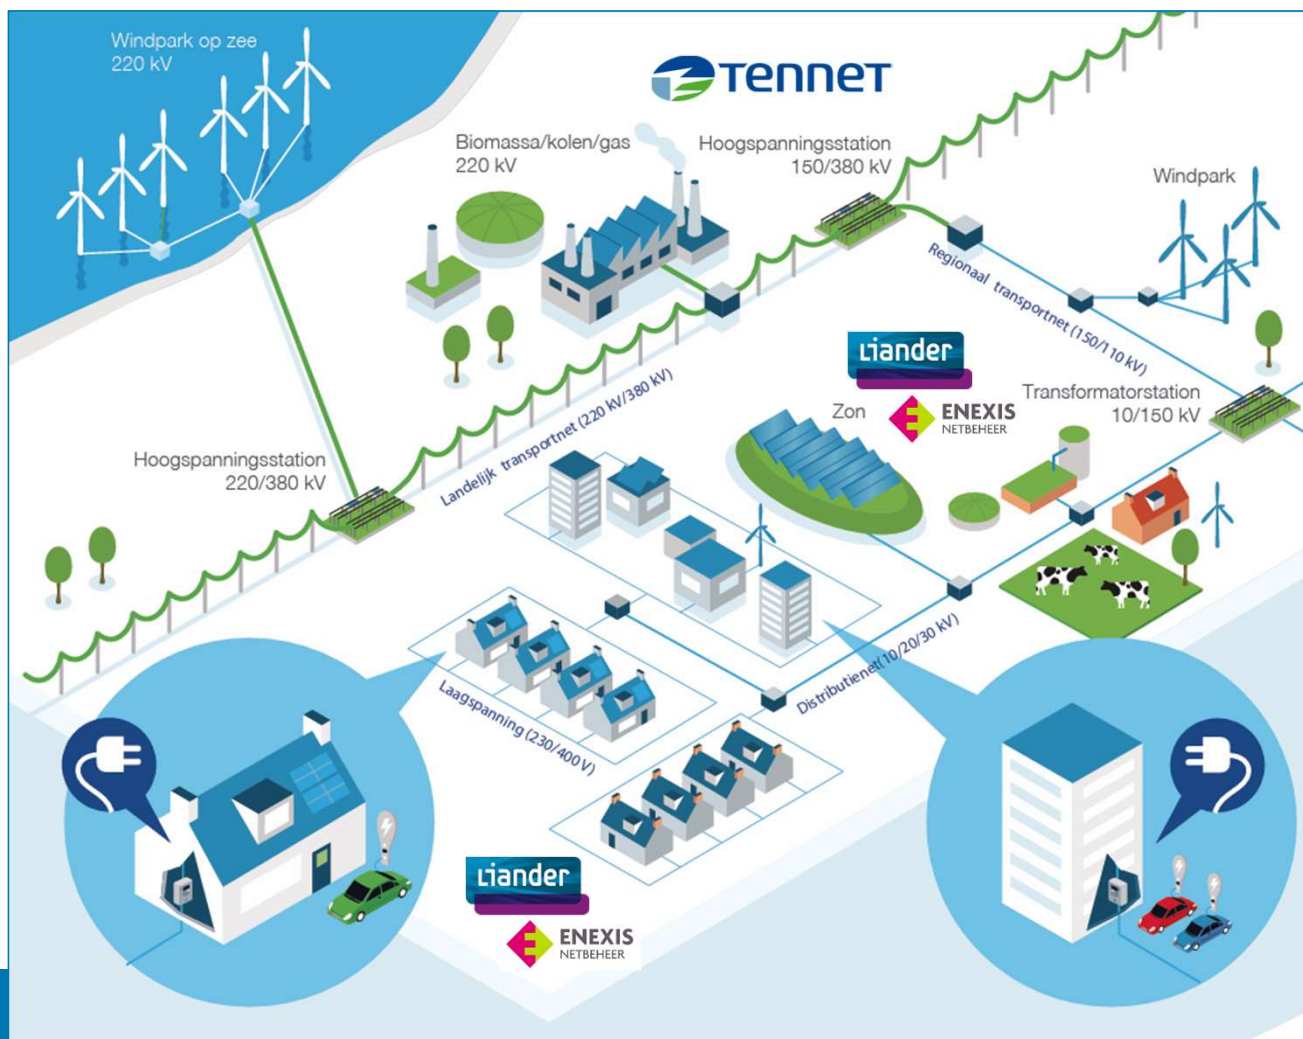 Windpark op zee
220 kV
TENNET
Biomassa/kolen/gas
220 kV
Hoogspanningsstation
150/380 kV
Windpark
Regionaal transportnet (150/110 kV)
Liander
ENEXIS
NETBEHEER
Zon
Transformatorstation
10/150 kV
Landelijk transportnet (220 kV/380 kV)
Hoogspanningsstation
220/380 kV
Distributienet(10/20/30 kV)
Laagspanning (230/400V)
Liander
ENEXIS
NETBEHEER